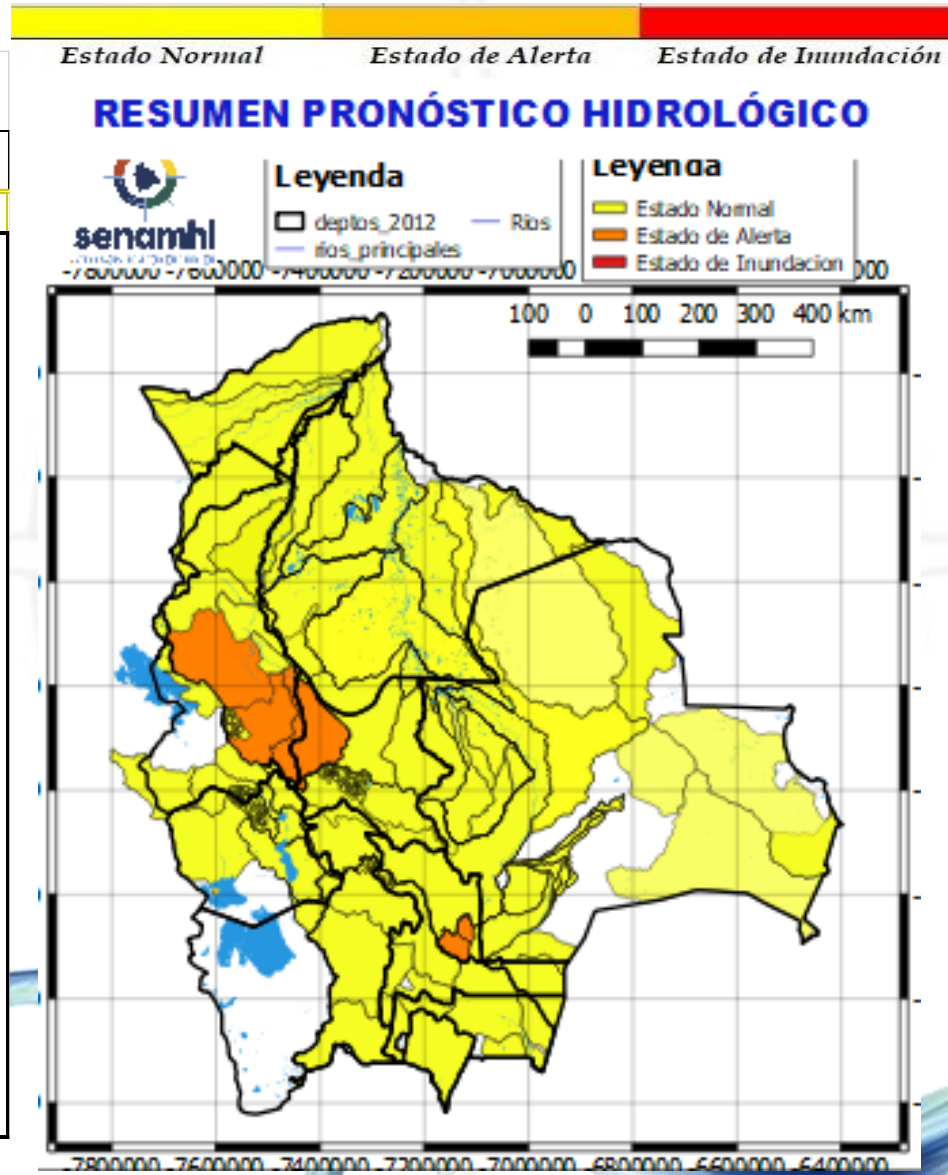 Estado Normal Estado de Alerta Estado de Inundación
RESUMEN PRONÓSTICO HIDROLÓGICO
senamhi
Leyenda
deptos_2012 Rios
rios_principales
Leyenda
Estado Normal
Estado de Alerta
Estado de Inundacion
-7800000 -7600000 -7400000 -7200000 -7000000
100 0 100 200 300 400 km
-7800000 -7600000 -7400000 -7200000 -7000000 -6800000 -6600000 -6400000